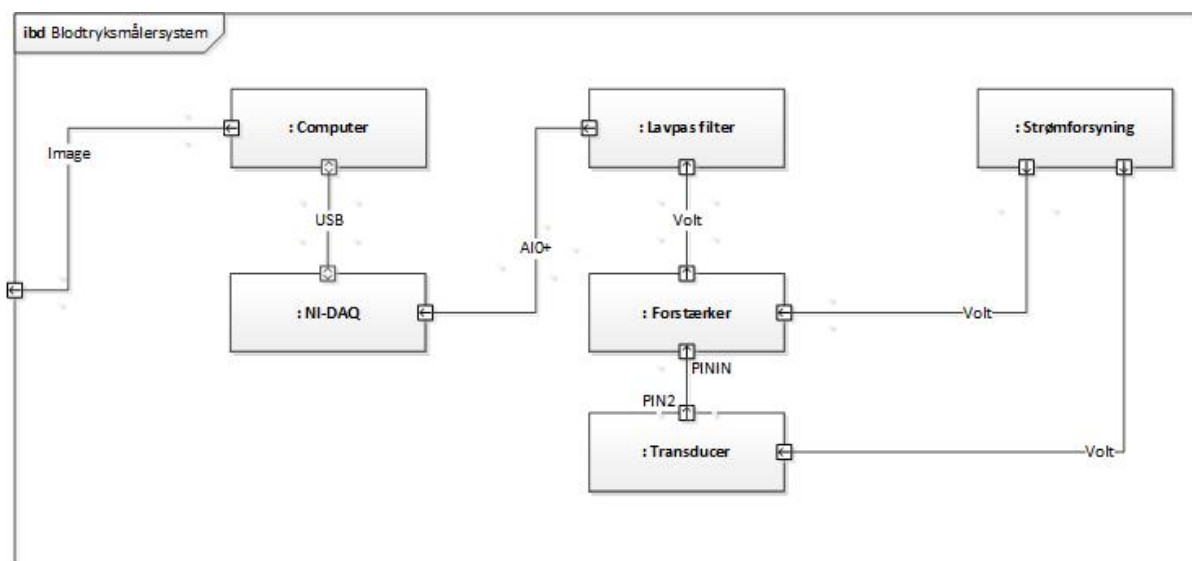 ibd Blodtryksmålersystem
: Computer
: Lavpas filter
: Strømforsyning
Image
USB
Volt
AI0+
: NI-DAQ
: Forstærker
Volt
PININ
PIN2
: Transducer
Volt